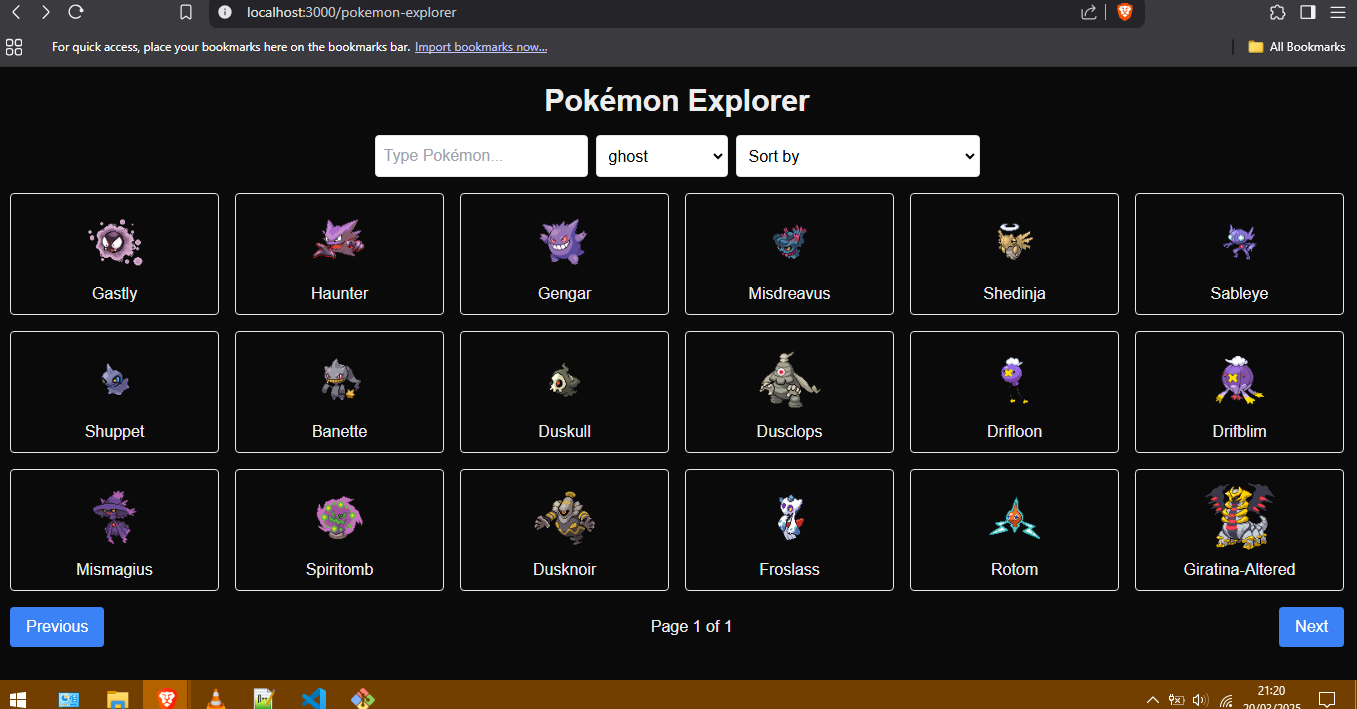 localhost:3000/pokemon-explorer
For quick access, place your bookmarks here on the bookmarks bar. Import bookmarks now...
All Bookmarks
Pokémon Explorer
Type Pokémon...
ghost
Sort by
Gastly
Haunter
Gengar
Misdreavus
Shedinja
Sableye
Shuppet
Banette
Duskull
Dusclops
Drifloon
Drifblim
Mismagius
Spiritomb
Dusknoir
Froslass
Rotom
Giratina-Altered
Previous
Page 1 of 1
Next
21:20
20/03/2025